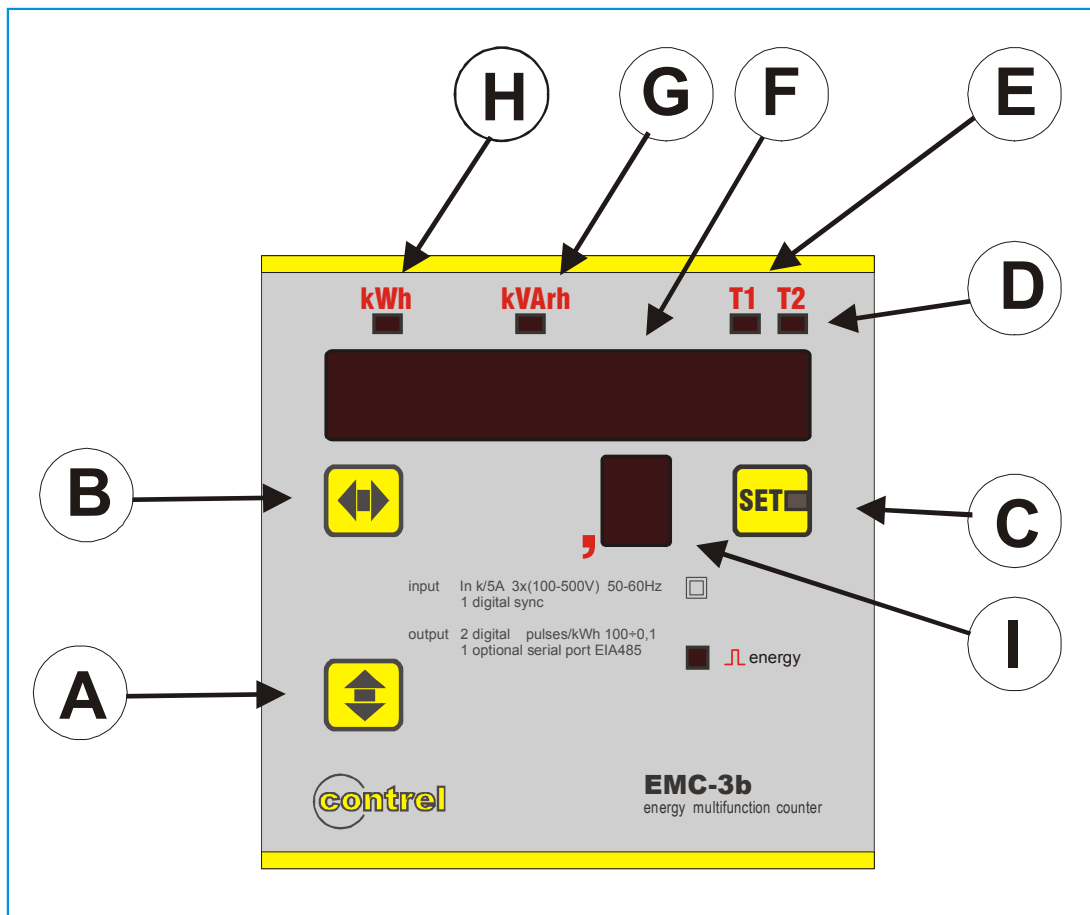 H G F E
kWh kVArh T1 T2
D
B
SET
C
,
input In k/5A 3x(100-500V) 50-60Hz
1 digital sync
output 2 digital pulses/kWh 100÷0,1
1 optional serial port EIA485
energy
I
A
contrel
EMC-3b
energy multifunction counter